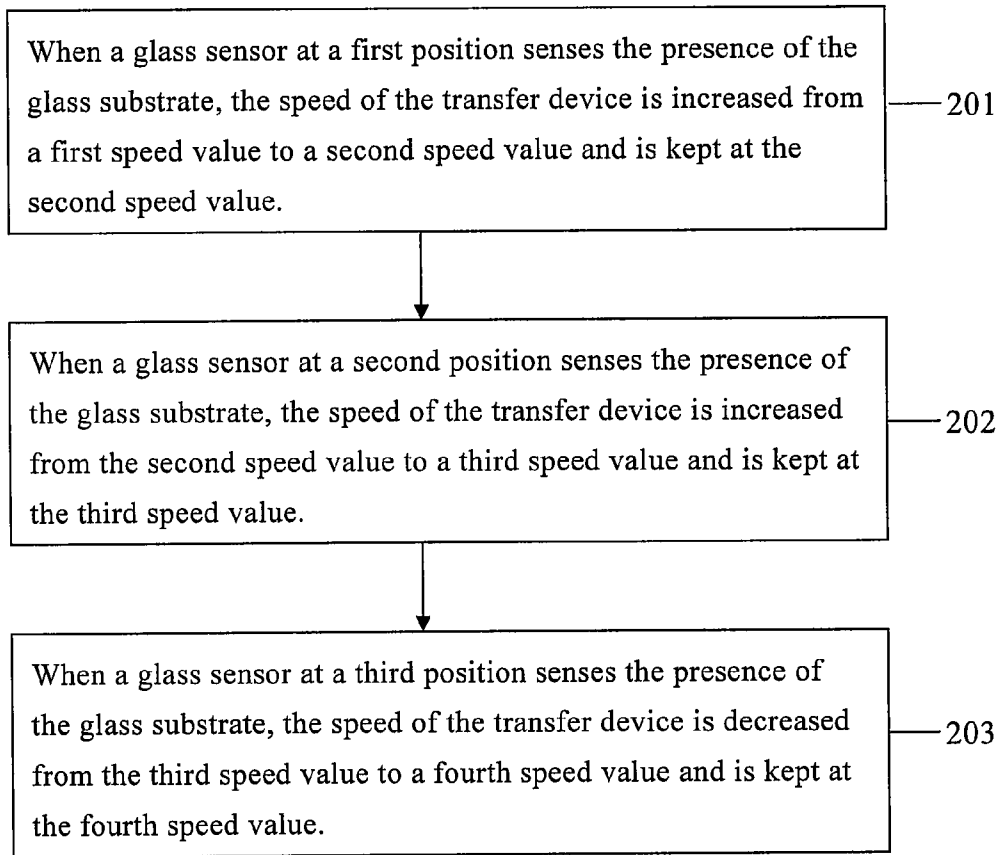 When a glass sensor at a first position senses the presence of the
glass substrate, the speed of the transfer device is increased from
a first speed value to a second speed value and is kept at the
second speed value.
201
When a glass sensor at a second position senses the presence of
the glass substrate, the speed of the transfer device is increased
from the second speed value to a third speed value and is kept at
the third speed value.
202
When a glass sensor at a third position senses the presence of
the glass substrate, the speed of the transfer device is decreased
from the third speed value to a fourth speed value and is kept at
the fourth speed value.
203